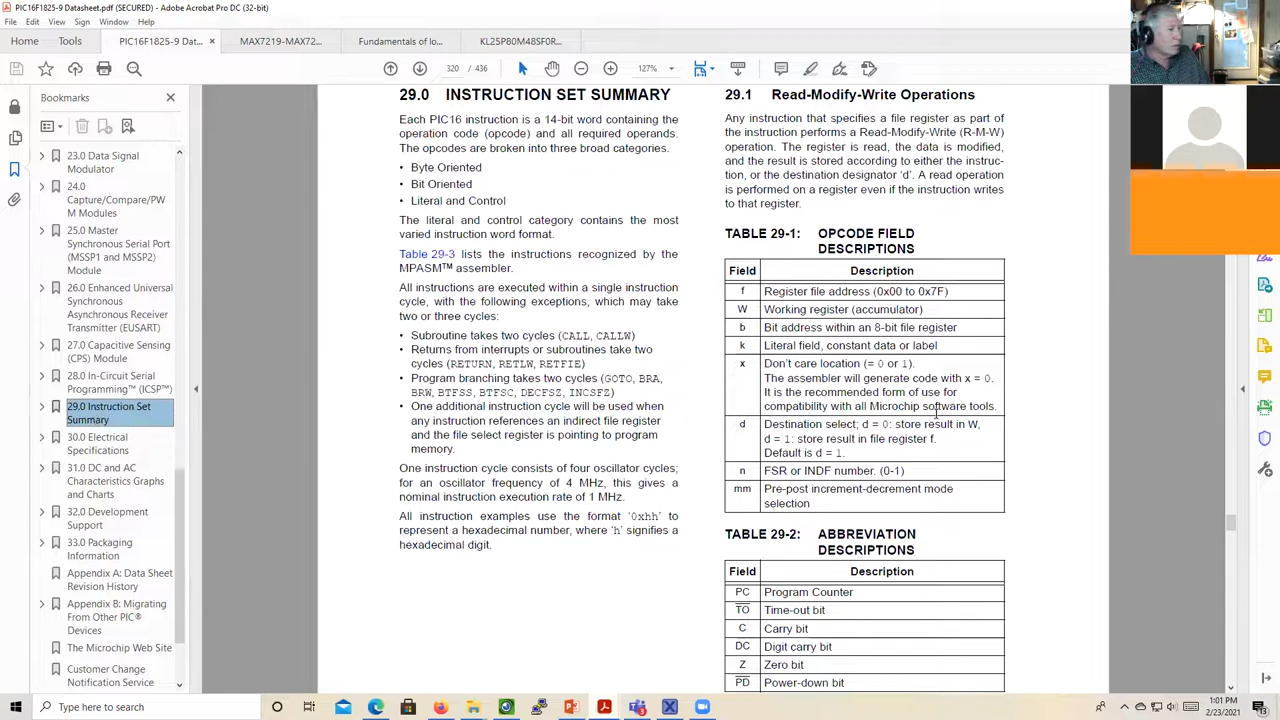 PIC16F1825-9 Datasheet.pdf (SECURED) - Adobe Acrobat Pro DC (32-bit)
File Edit View Sign Window Help
Home Tools PIC16F1825-9 Dat... × MAX7219-MAX72... Fundamentals of lo... KL25P80M48SF0R...
320 / 436 127%
Bookmarks
23.0 Data Signal
Modulator
24.0
Capture/Compare/PW
M Modules
25.0 Master
Synchronous Serial Port
(MSSP1 and MSSP2)
Module
26.0 Enhanced Universal
Synchronous
Asynchronous Receiver
Transmitter (EUSART)
27.0 Capacitive Sensing
(CPS) Module
28.0 In-Circuit Serial
Programming™ (ICSP™)
29.0 Instruction Set
Summary
30.0 Electrical
Specifications
31.0 DC and AC
Characteristics Graphs
and Charts
32.0 Development
Support
33.0 Packaging
Information
Appendix A: Data Sheet
Revision History
Appendix B: Migrating
From Other PIC®
Devices
The Microchip Web Site
Customer Change
Notification Service
29.0 INSTRUCTION SET SUMMARY
Each PIC16 instruction is a 14-bit word containing the
operation code (opcode) and all required operands.
The opcodes are broken into three broad categories.
• Byte Oriented
• Bit Oriented
• Literal and Control
The literal and control category contains the most
varied instruction word format.
Table 29-3 lists the instructions recognized by the
MPASM™ assembler.
All instructions are executed within a single instruction
cycle, with the following exceptions, which may take
two or three cycles:
• Subroutine takes two cycles (CALL, CALLW)
• Returns from interrupts or subroutines take two
cycles (RETURN, RETLW, RETFIE)
• Program branching takes two cycles (GOTO, BRA,
BRW, BTFSS, BTFSC, DECFSZ, INCSFZ)
• One additional instruction cycle will be used when
any instruction references an indirect file register
and the file select register is pointing to program
memory.
One instruction cycle consists of four oscillator cycles;
for an oscillator frequency of 4 MHz, this gives a
nominal instruction execution rate of 1 MHz.
All instruction examples use the format '0xhh' to
represent a hexadecimal number, where 'h' signifies a
hexadecimal digit.
29.1 Read-Modify-Write Operations
Any instruction that specifies a file register as part of
the instruction performs a Read-Modify-Write (R-M-W)
operation. The register is read, the data is modified,
and the result is stored according to either the instruc-
tion, or the destination designator 'd'. A read operation
is performed on a register even if the instruction writes
to that register.
TABLE 29-1: OPCODE FIELD
DESCRIPTIONS
Field Description
f Register file address (0x00 to 0x7F)
W Working register (accumulator)
b Bit address within an 8-bit file register
k Literal field, constant data or label
x Don't care location (= 0 or 1).
The assembler will generate code with x = 0.
It is the recommended form of use for
compatibility with all Microchip software tools.
d Destination select; d = 0: store result in W,
d = 1: store result in file register f.
Default is d = 1.
n FSR or INDF number. (0-1)
mm Pre-post increment-decrement mode
selection
TABLE 29-2: ABBREVIATION
DESCRIPTIONS
Field Description
PC Program Counter
TO Time-out bit
C Carry bit
DC Digit carry bit
Z Zero bit
PD Power-down bit
Type here to search
1:01 PM
2/23/2021